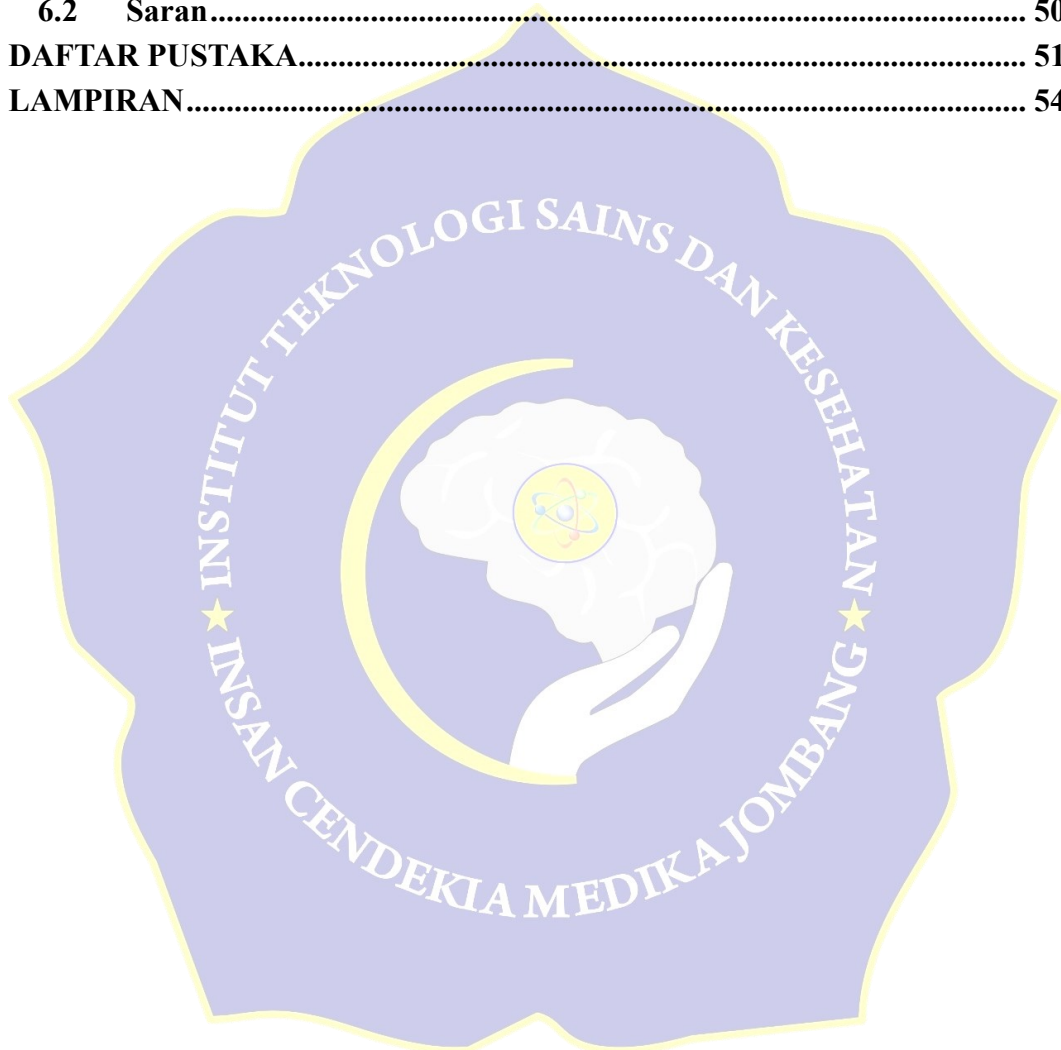 6.2 Saran........................................................................................................ 50
DAFTAR PUSTAKA............................................................................................. 51
LAMPIRAN........................................................................................................... 54
INSTITUT TEKNOLOGI SAINS DAN KESEHATAN
★ INSAN CENDEKIA MEDIKA JOMBANG ★